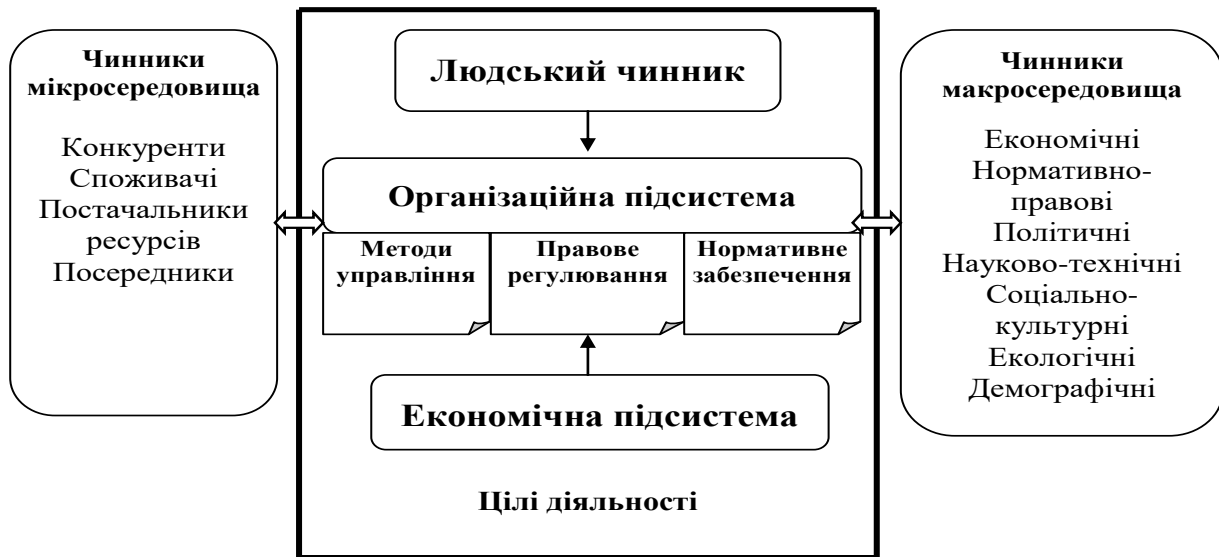 Чинники
мікросередовища
Конкуренти
Споживачі
Постачальники
ресурсів
Посередники
Людський чинник
Організаційна підсистема
Методи
управління
Правове
регулювання
Нормативне
забезпечення
Економічна підсистема
Цілі діяльності
Чинники
макросередовища
Економічні
Нормативно-
правові
Політичні
Науково-технічні
Соціально-
культурні
Екологічні
Демографічні